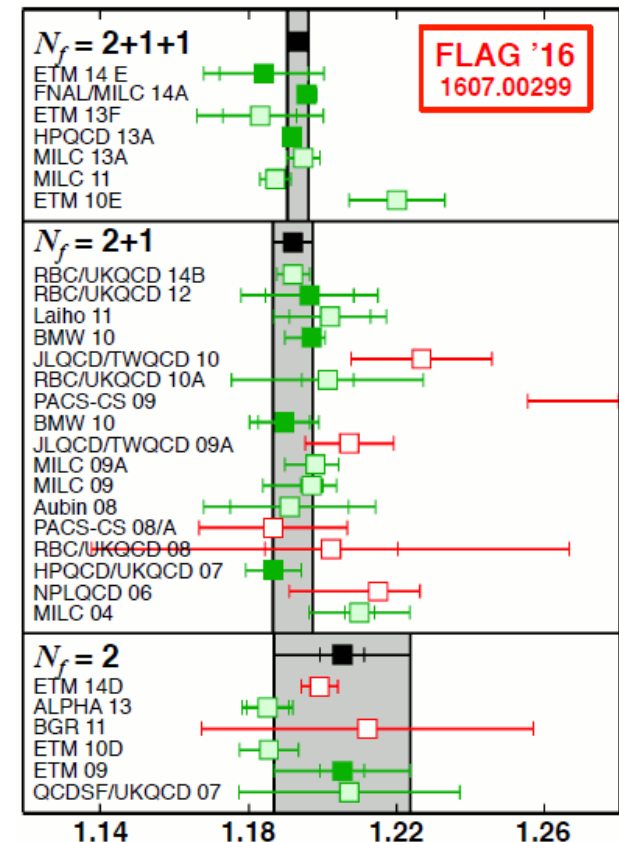 N_f = 2+1+1
FLAG '16
1607.00299
ETM 14 E
FNAL/MILC 14A
ETM 13F
HPQCD 13A
MILC 13A
MILC 11
ETM 10E
N_f = 2+1
RBC/UKQCD 14B
RBC/UKQCD 12
Laiho 11
BMW 10
JLQCD/TWQCD 10
RBC/UKQCD 10A
PACS-CS 09
BMW 10
JLQCD/TWQCD 09A
MILC 09A
MILC 09
Aubin 08
PACS-CS 08/A
RBC/UKQCD 08
HPQCD/UKQCD 07
NPLQCD 06
MILC 04
N_f = 2
ETM 14D
ALPHA 13
BGR 11
ETM 10D
ETM 09
QCDSF/UKQCD 07
1.14 1.18 1.22 1.26